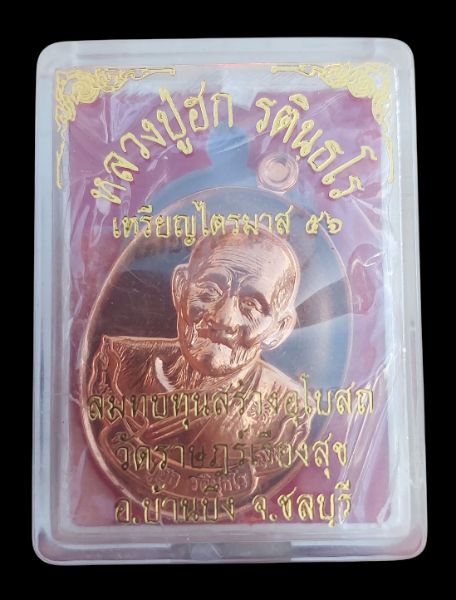 หลวงปู่ฮก รตินฺธโร
เหรียญไตรมาส ๕๖
สมทบทุนสร้างอุโบสถ
วัดราษฎร์เรืองสุข
อ.บ้านบึง จ.ชลบุรี